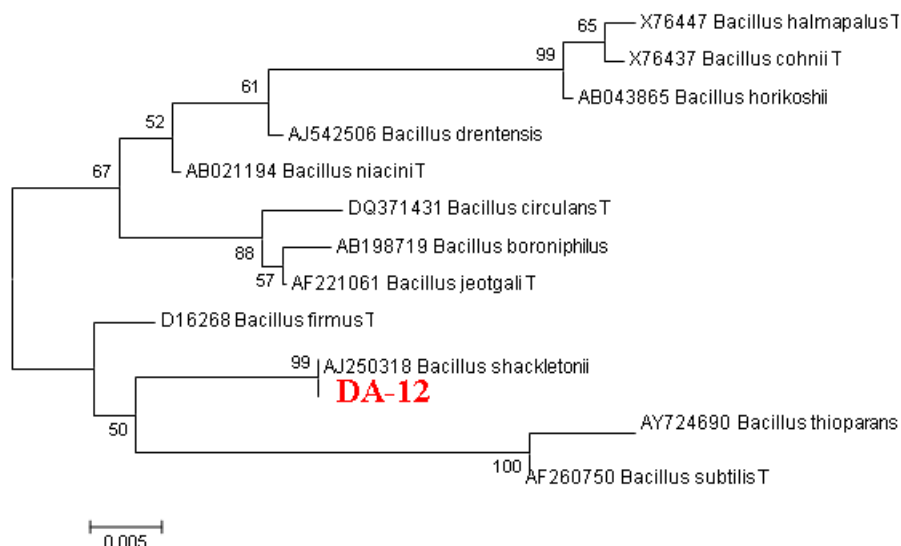 65
X76447 Bacillus halmapalus T
X76437 Bacillus cohnii T
99
AB043865 Bacillus horikoshii
61
AJ542506 Bacillus drentensis
52
AB021194 Bacillus niacini T
67
DQ371431 Bacillus circulans T
88
AB198719 Bacillus boroniphilus
57
AF221061 Bacillus jeotgali T
D16268 Bacillus firmus T
99
AJ250318 Bacillus shackletonii
DA-12
50
AY724690 Bacillus thioparans
100
AF260750 Bacillus subtilis T
0.005